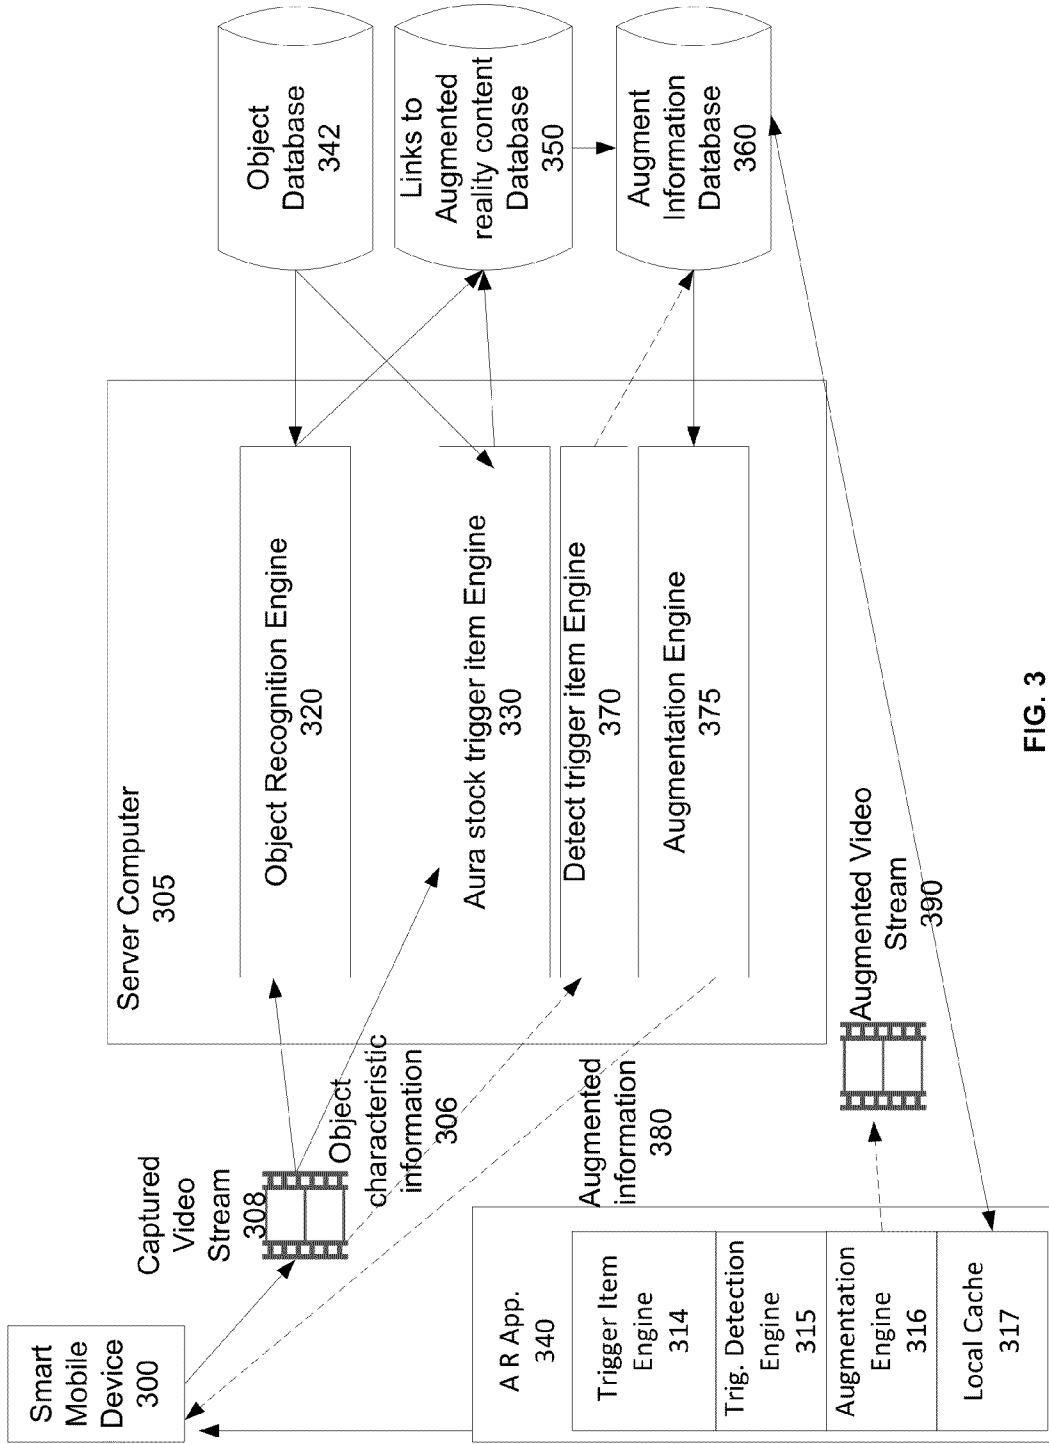 Smart
Mobile
Device
300
Captured
Video
Stream
308
Object
characteristic
information
306
Server Computer
305
Object Recognition Engine
320
Aura stock trigger item Engine
330
Detect trigger item Engine
370
Augmentation Engine
375
Object
Database
342
Links to
Augmented
reality content
Database
350
Augment
Information
Database
360
Augmented
information
380
A R App.
340
Trigger Item
Engine
314
Trig. Detection
Engine
315
Augmentation
Engine
316
Local Cache
317
Augmented Video
Stream
390
FIG. 3